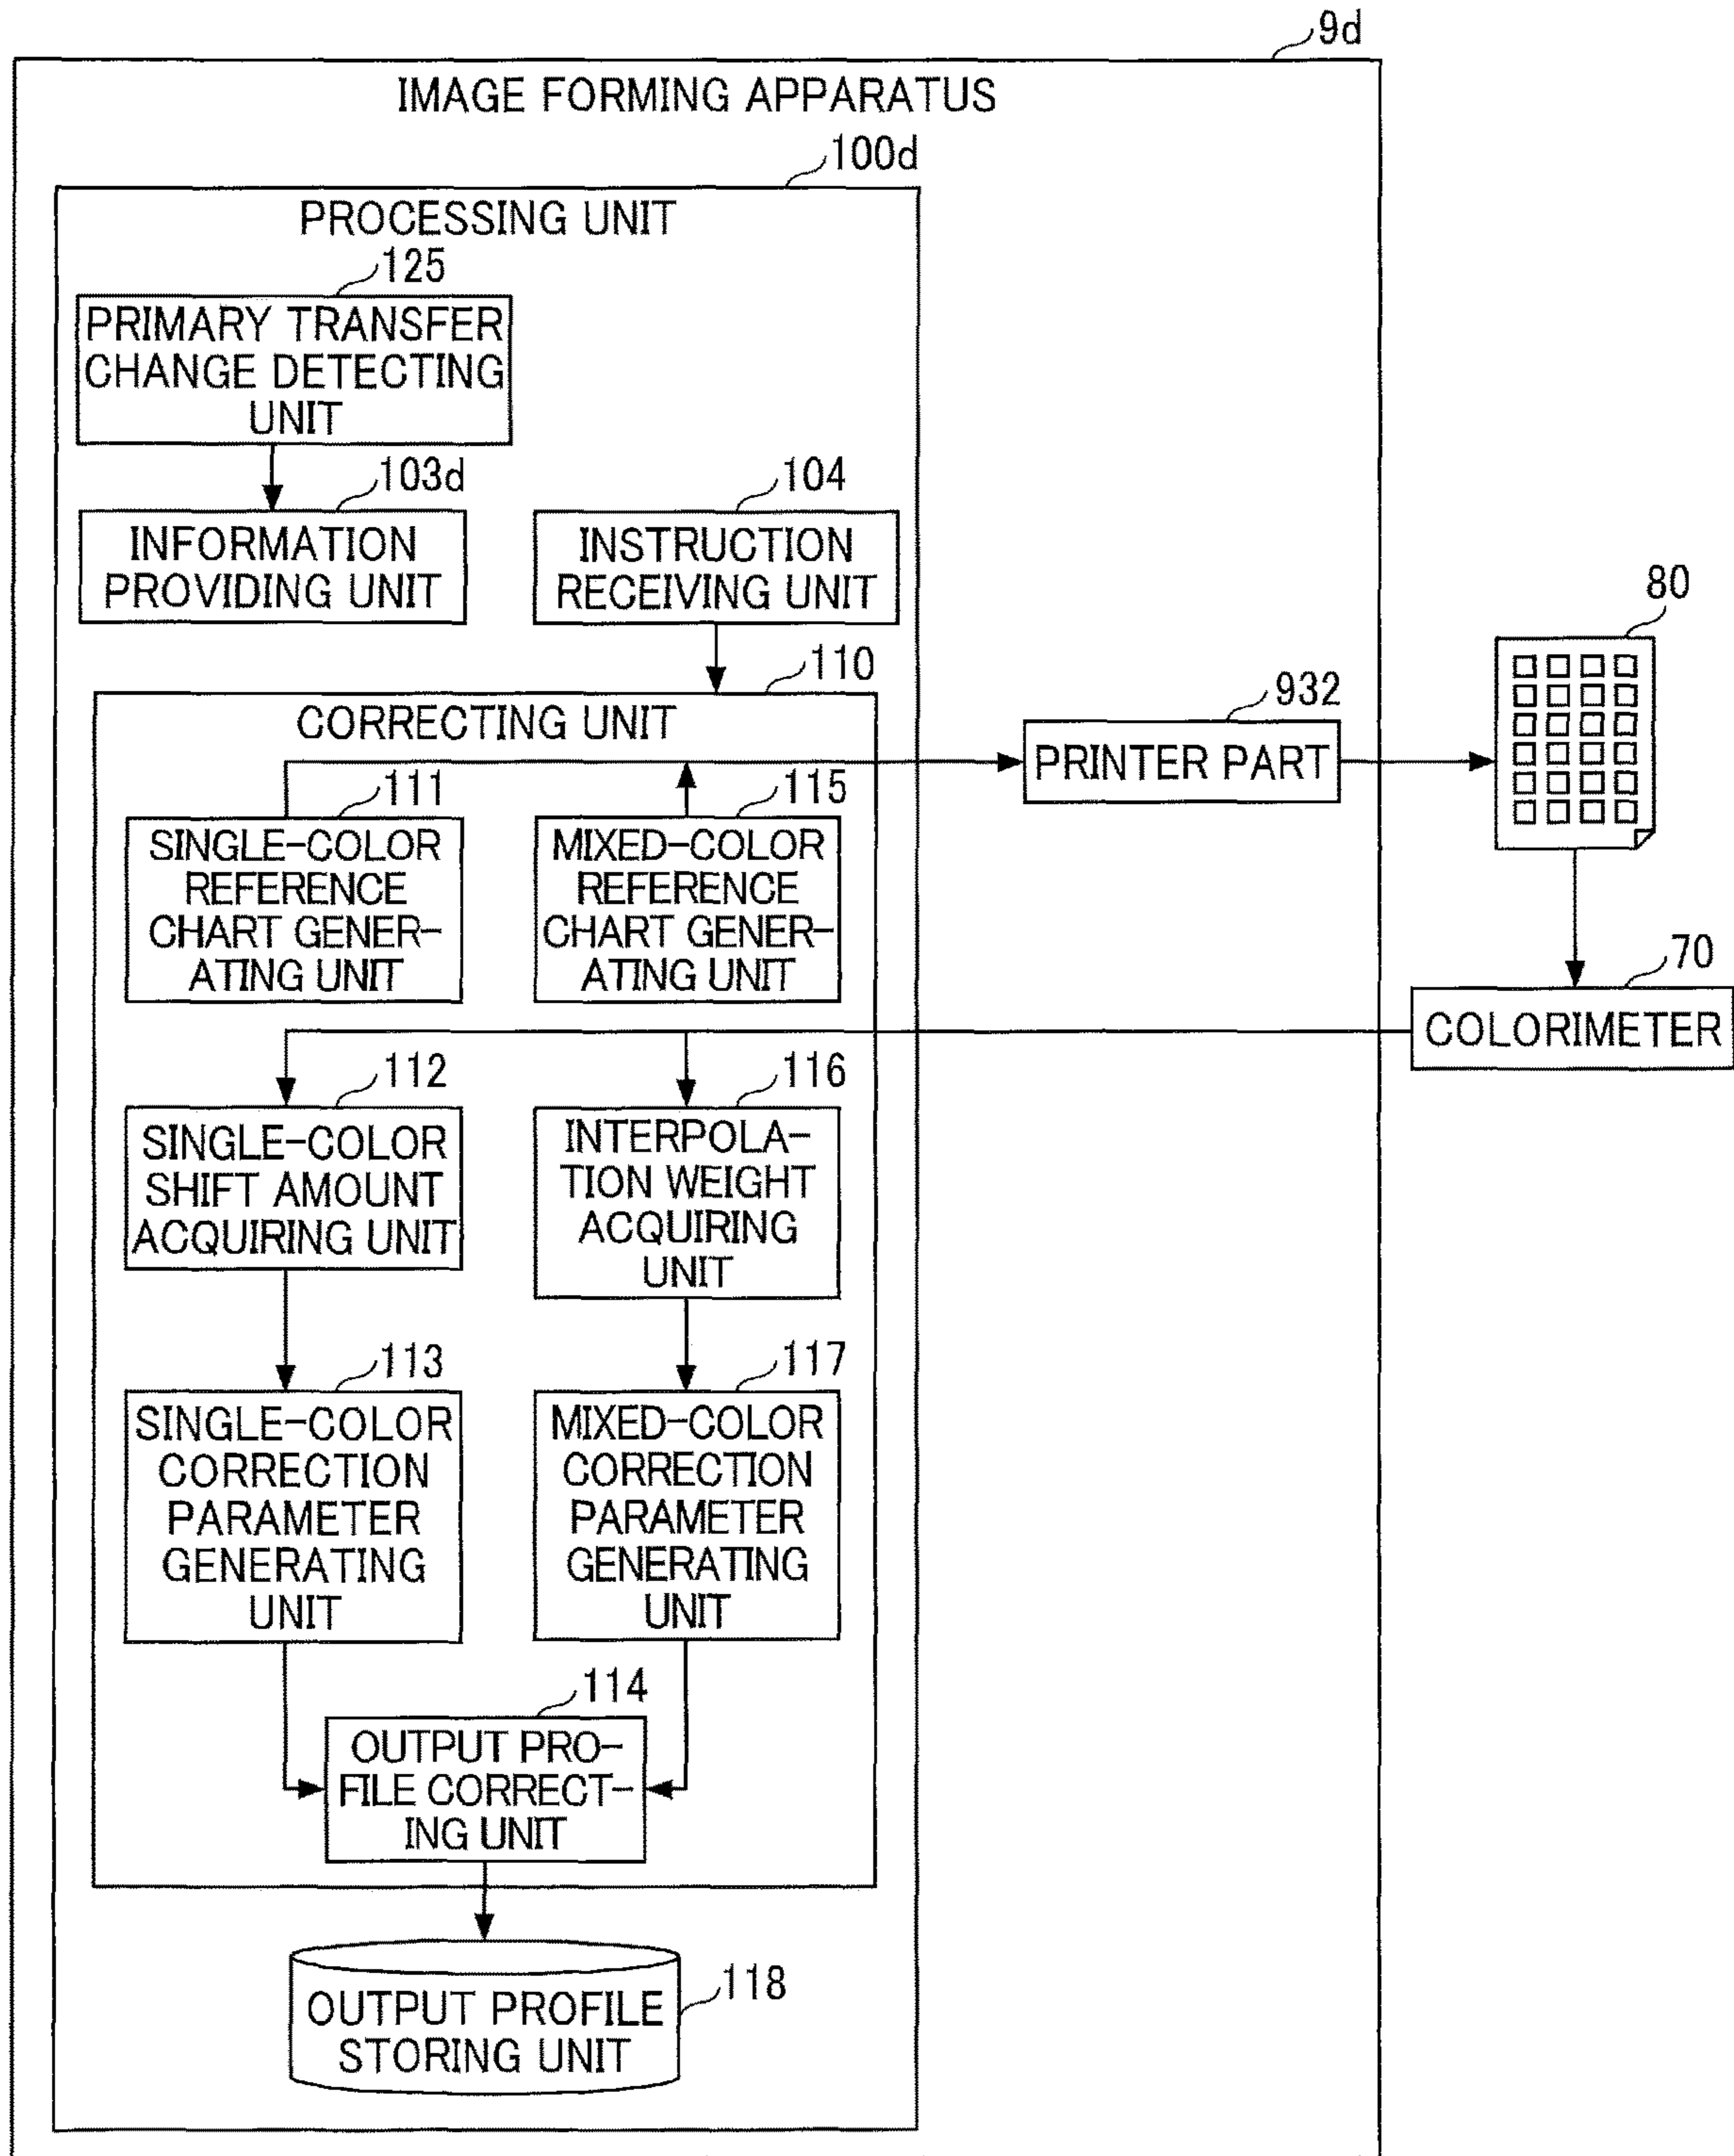 9d
IMAGE FORMING APPARATUS
100d
PROCESSING UNIT
125
PRIMARY TRANSFER
CHANGE DETECTING
UNIT
103d
INFORMATION
PROVIDING UNIT
104
INSTRUCTION
RECEIVING UNIT
110
CORRECTING UNIT
932
PRINTER PART
80
111
SINGLE-COLOR
REFERENCE
CHART GENER-
ATING UNIT
115
MIXED-COLOR
REFERENCE
CHART GENER-
ATING UNIT
70
COLORIMETER
112
SINGLE-COLOR
SHIFT AMOUNT
ACQUIRING UNIT
116
INTERPOLA-
TION WEIGHT
ACQUIRING
UNIT
113
SINGLE-COLOR
CORRECTION
PARAMETER
GENERATING
UNIT
117
MIXED-COLOR
CORRECTION
PARAMETER
GENERATING
UNIT
114
OUTPUT PRO-
FILE CORRECT-
ING UNIT
118
OUTPUT PROFILE
STORING UNIT